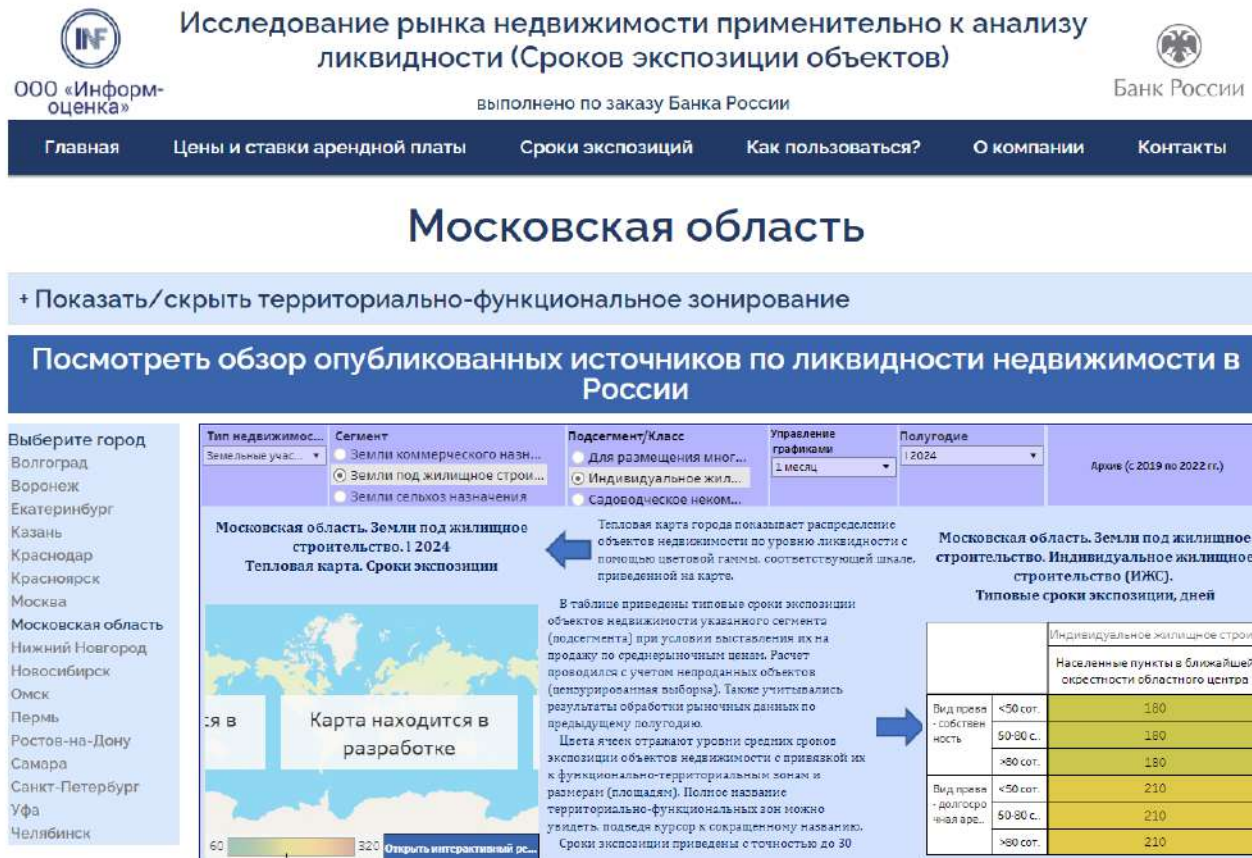 INF
ООО «Информ-
оценка»
Исследование рынка недвижимости применительно к анализу
ликвидности (Сроков экспозиции объектов)
выполнено по заказу Банка России
Банк России
Главная
Цены и ставки арендной платы
Сроки экспозиций
Как пользоваться?
О компании
Контакты
Московская область
+ Показать/скрыть территориально-функциональное зонирование
Посмотреть обзор опубликованных источников по ликвидности недвижимости в
России
Выберите город
Волгоград
Воронеж
Екатеринбург
Казань
Краснодар
Красноярск
Москва
Московская область
Нижний Новгород
Новосибирск
Омск
Пермь
Ростов-на-Дону
Самара
Санкт-Петербург
Уфа
Челябинск
Тип недвижимос...
Земельные учас...
Сегмент
Земли коммерческого назн...
Земли под жилищное строи...
Земли сельхоз назначения
Подсегмент/Класс
Для размещения мног...
Индивидуальное жил...
Садоводческое неком...
Управление
графиками
1 месяц
Полугодие
I 2024
Архив (с 2019 по 2022 гг.)
Московская область. Земли под жилищное
строительство. I 2024
Тепловая карта. Сроки экспозиции
Тепловая карта города показывает распределение
объектов недвижимости по уровню ликвидности с
помощью цветовой гаммы, соответствующей шкале,
приведенной на карте.
В таблице приведены типовые сроки экспозиции
объектов недвижимости указанного сегмента
(подсегмента) при условии выставления их на
продажу по среднерыночным ценам. Расчет
проводился с учетом непроданных объектов
(цензурированная выборка). Также учитывались
результаты обработки рыночных данных по
предыдущему полугодию.
Цвета ячеек отражают уровни средних сроков
экспозиции объектов недвижимости с привязкой их
к функционально-территориальным зонам и
размерам (площадям). Полное название
территориально-функциональных зон можно
увидеть, подведя курсор к сокращенному названию.
Сроки экспозиции приведены с точностью до 30
ся в
Карта находится в
разработке
60
320
Открыть интерактивный ре...
Московская область. Земли под жилищное
строительство. Индивидуальное жилищное
строительство (ИЖС).
Типовые сроки экспозиции, дней
Индивидуальное жилищное строи
Населенные пункты в ближайшей
окрестности областного центра
Вид права
- собствен
ность
<50 сот.
180
50-80 с..
180
>80 сот.
180
Вид права
- долгосро
чная аре..
<50 сот.
210
50-80 с..
210
>80 сот.
210